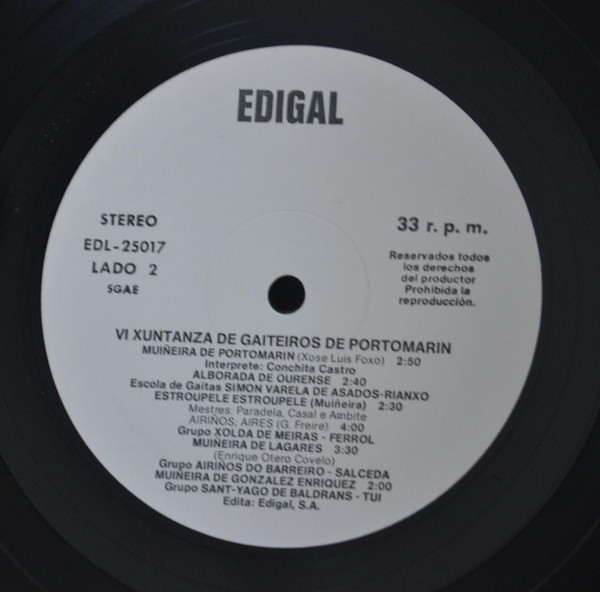 EDIGAL
STEREO
EDL-25017
LADO 2
SGAE
33 r. p. m.
Reservados todos
los derechos
del productor
Prohibida la
reproducción.
VI XUNTANZA DE GAITEIROS DE PORTOMARIN
MUIÑEIRA DE PORTOMARIN (Xose Luis Foxo) 2:50
Interprete: Conchita Castro
ALBORADA DE OURENSE 2:40
Escola de Gaitas SIMON VARELA DE ASADOS-RIANXO
ESTROUPELE ESTROUPELE (Muiñeira) 2:30
Mestres: Paradela, Casal e Ambite
AIRIÑOS, AIRES (G. Freire) 4:00
Grupo XOLDA DE MEIRAS - FERROL
MUIÑEIRA DE LAGARES 3:30
(Enrique Otero Covelo)
Grupo AIRIÑOS DO BARREIRO - SALCEDA
MUIÑEIRA DE GONZALEZ ENRIQUEZ 2:00
Grupo SANT-YAGO DE BALDRANS - TUI
Edita: Edigal, S.A.